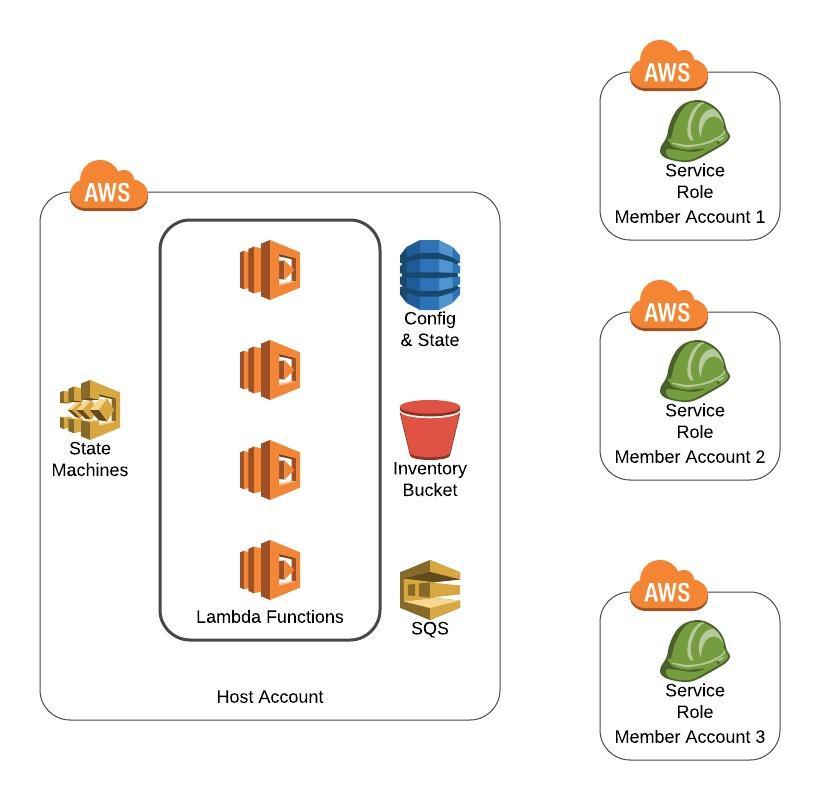 AWS
State
Machines
Lambda Functions
Config
& State
Inventory
Bucket
SQS
Host Account
AWS
Service
Role
Member Account 1
AWS
Service
Role
Member Account 2
AWS
Service
Role
Member Account 3